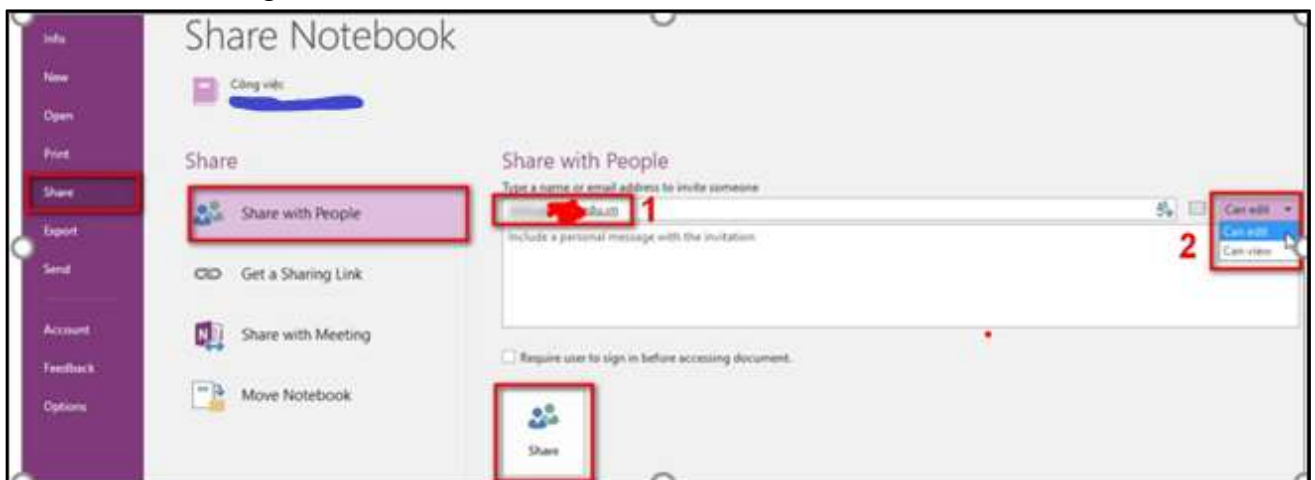 Share Notebook
Công việc
Info
New
Open
Print
Share
Export
Send
Account
Feedback
Options
Share
Share with People
Get a Sharing Link
Share with Meeting
Move Notebook
Share with People
Type a name or email address to invite someone
1
Can edit
Can edit
Can view
2
Include a personal message with the invitation
Require user to sign in before accessing document.
Share